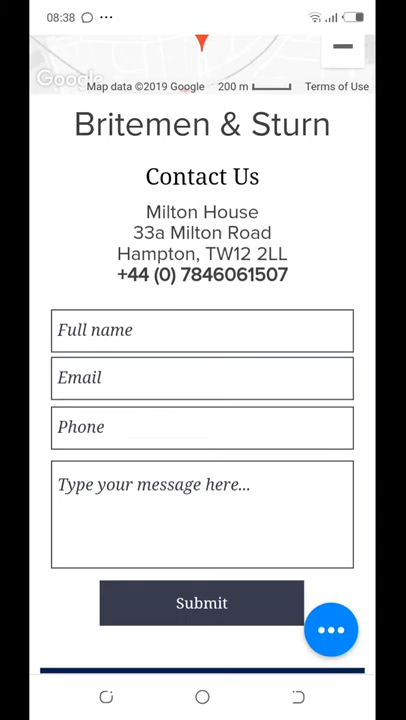 08:38
Google
Map data ©2019 Google 200 m Terms of Use
Britemen & Sturn
Contact Us
Milton House
33a Milton Road
Hampton, TW12 2LL
+44 (0) 7846061507
Full name
Email
Phone
Type your message here...
Submit